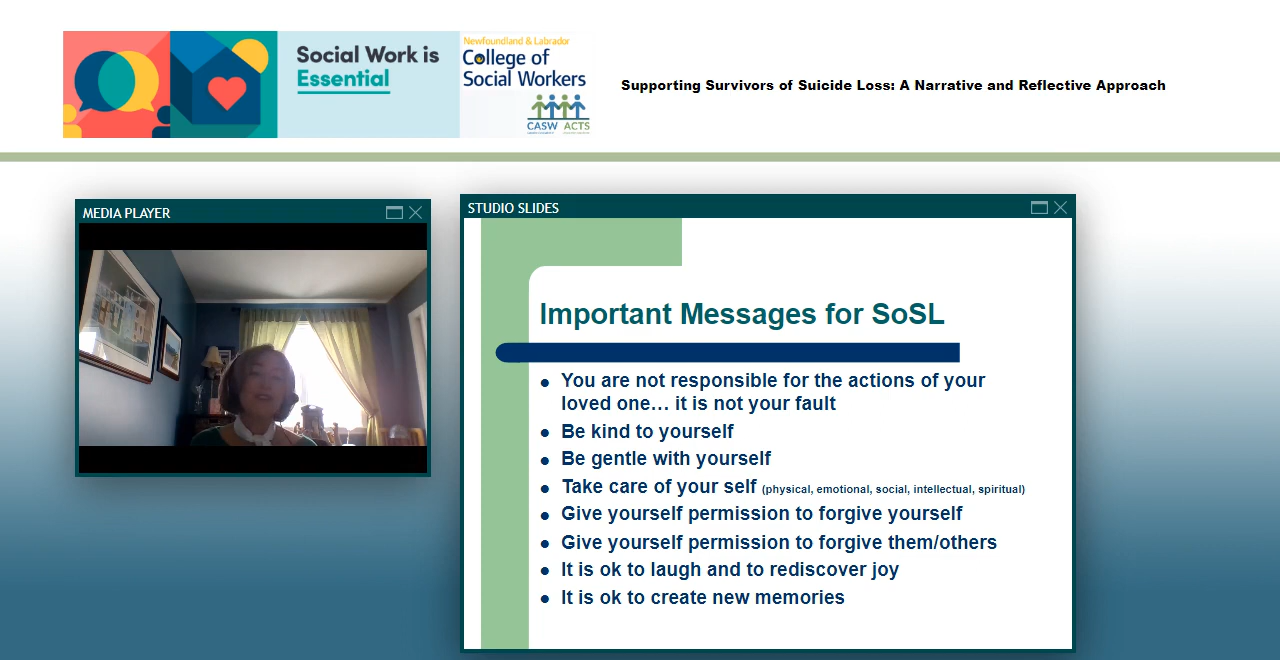 Social Work is
Essential
Newfoundland & Labrador
College of
Social Workers
CASW ACTS
Supporting Survivors of Suicide Loss: A Narrative and Reflective Approach
MEDIA PLAYER
STUDIO SLIDES
Important Messages for SoSL
● You are not responsible for the actions of your
loved one... it is not your fault
● Be kind to yourself
● Be gentle with yourself
● Take care of your self (physical, emotional, social, intellectual, spiritual)
● Give yourself permission to forgive yourself
● Give yourself permission to forgive them/others
● It is ok to laugh and to rediscover joy
● It is ok to create new memories